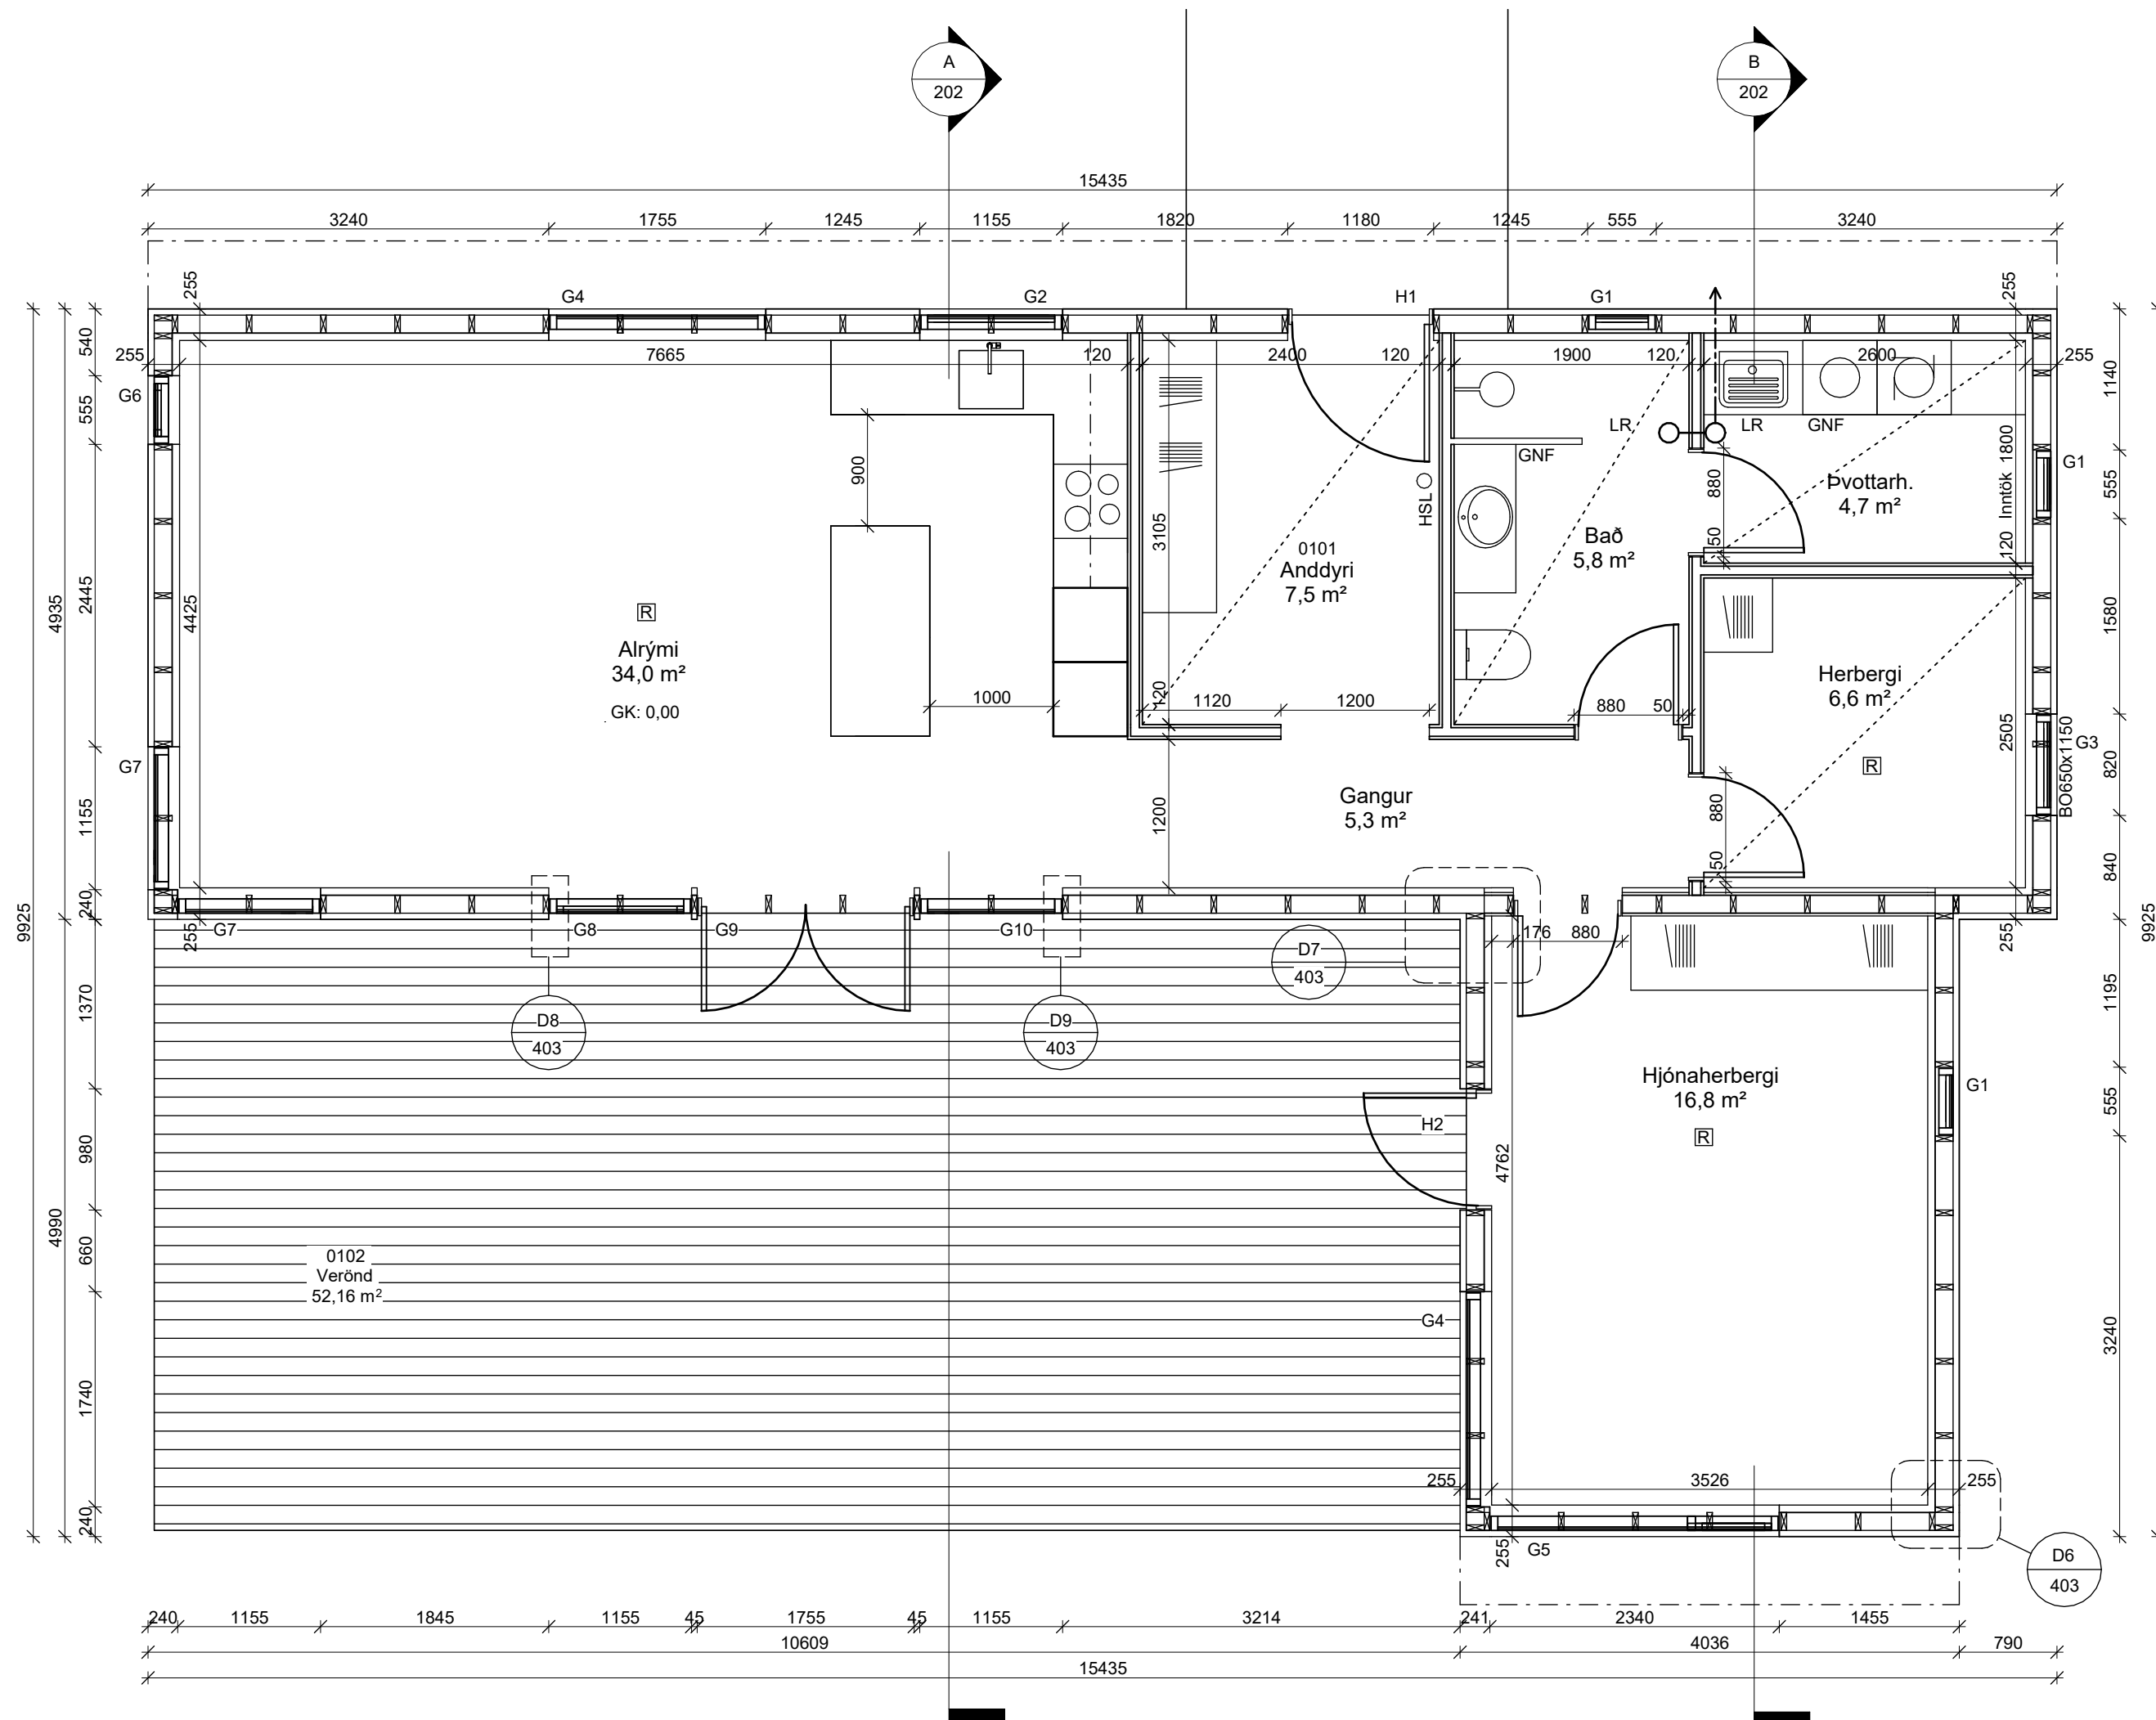 A
202
B
202
15435
3240 1755 1245 1155 1820 1180 1245 555 3240
G4 G2 H1 G1
255 255
255 7665 120 2400 120 1900 120 2600 255
540
G6
555
2445
4935
G7
1155
240
9925
4425
900
R
Alrými
34,0 m²
GK: 0,00
1000
3105
120
1120 1200
1200
0101
Anddyri
7,5 m²
HSL
GNF
LR
LR GNF
Bað
5,8 m²
880 50
880
50
Þvottarh.
4,7 m²
Inntök 1800
120
Herbergi
6,6 m²
R
2505
880
50
Gangur
5,3 m²
1140
G1
555
1580
G3
BO650x1150
820
840
9925
255
G7 G8 G9 G10
255
D8
403
D9
403
D7
403
176 880
1370
980
4990
660
1740
240
Hjónaherbergi
16,8 m²
R
H2
4762
G4
1195
G1
555
3240
0102
Verönd
52,16 m²
255 3526 255
255
G5
D6
403
240 1155 1845 1155 45 1755 45 1155 3214 241 2340 1455
10609 4036 790
15435